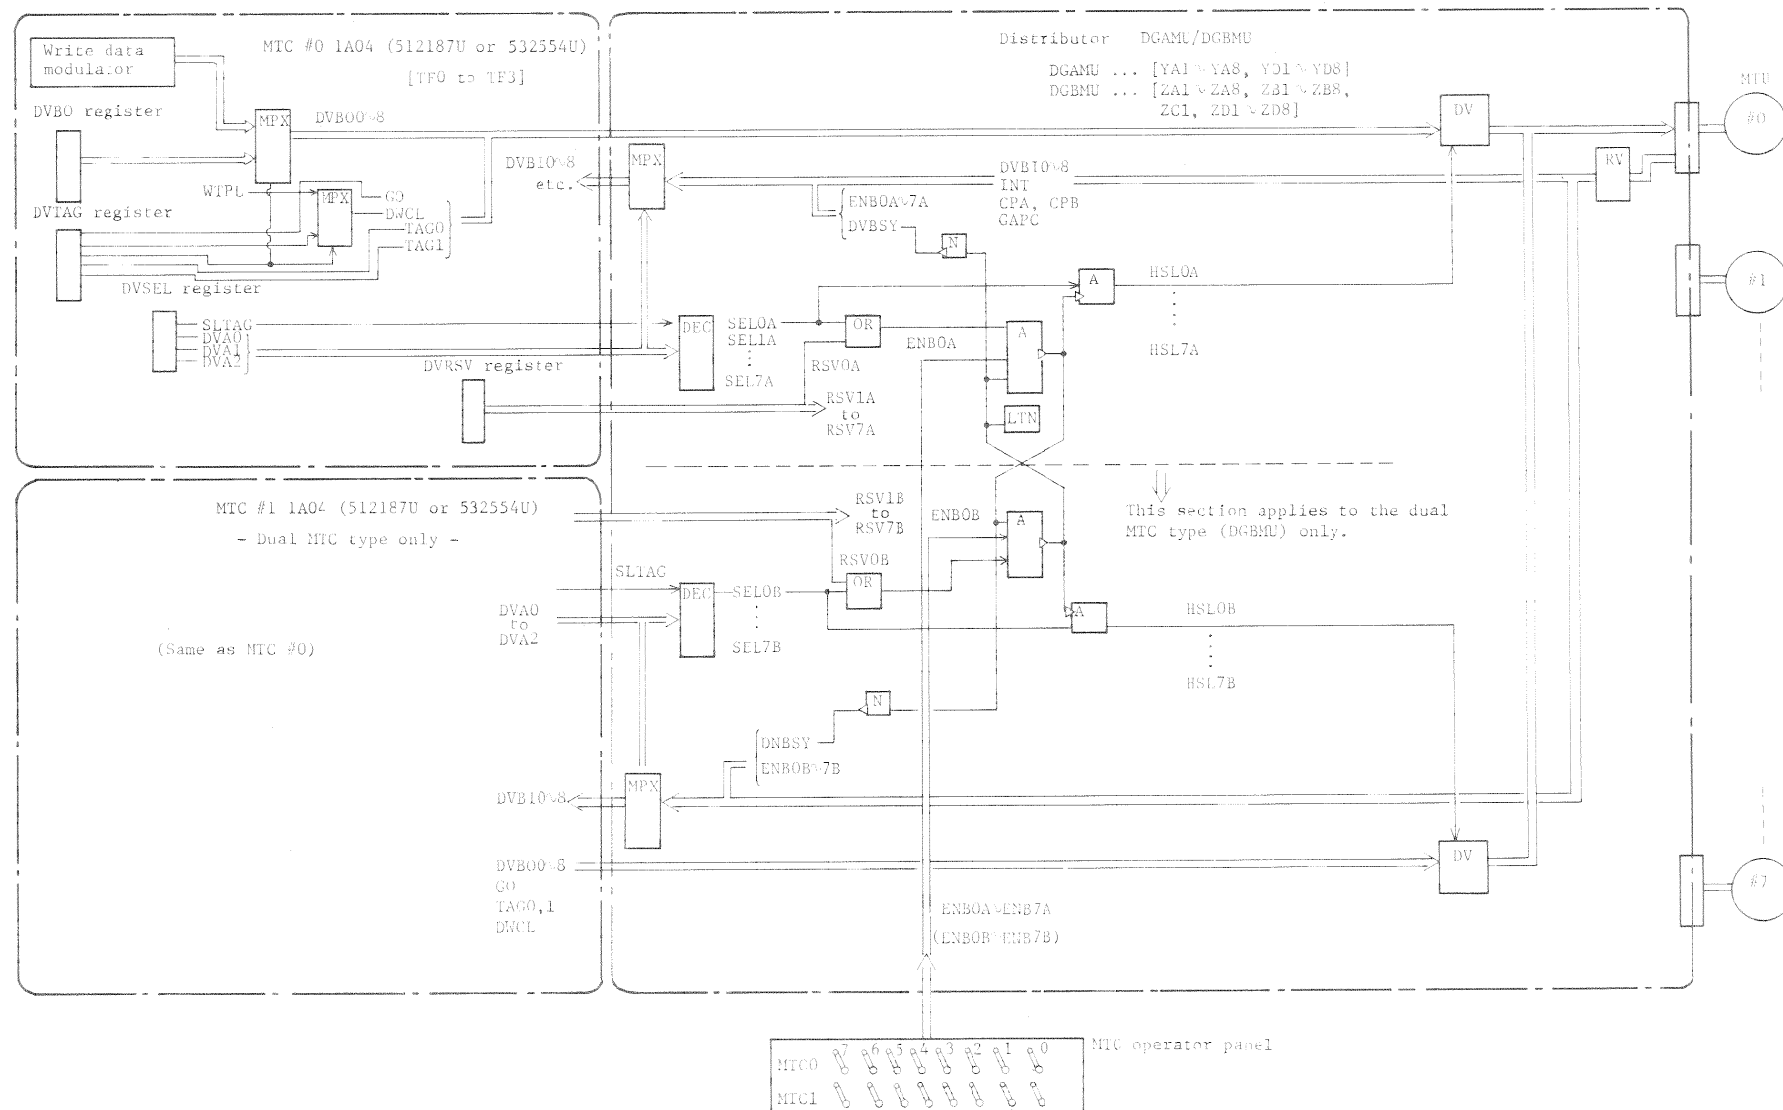 MTC #0 1A04 (512187U or 532554U)
[TF0 to TF3]
Write data
modulator
DVBO register
MPX
DVBO0~8
WTPL
MPX
GO
DWCL
TAG0
TAG1
DVTAG register
DVSEL register
SLTAG
DVA0
DVA1
DVA2
DVRSV register
Distributor DGAMU/DGBMU
DGAMU ... [YA1~YA8, YD1~YD8]
DGBMU ... [ZA1~ZA8, ZB1~ZB8,
ZC1, ZD1~ZD8]
MTU
#0
DV
RV
DVBI0~8
etc.
MPX
DVBI0~8
INT
CPA, CPB
GAPC
ENB0A~7A
DVBSY
N
#1
A
HSL0A
HSL7A
DEC
SEL0A
SEL1A
SEL7A
OR
ENB0A
RSV0A
A
RSV1A
to
RSV7A
LTN
MTC #1 1A04 (512187U or 532554U)
- Dual MTC type only -
RSV1B
to
RSV7B
ENB0B
A
This section applies to the dual
MTC type (DGBMU) only.
RSV0B
OR
SLTAG
DEC
SEL0B
SEL7B
A
HSL0B
HSL7B
DVA0
to
DVA2
(Same as MTC #0)
N
DNBSY
ENB0B~7B
MPX
DVBI0~8
DVBO0~8
GO
TAG0,1
DWCL
DV
#7
ENB0A~ENB7A
(ENB0B~ENB7B)
MTC operator panel
7 6 5 4 3 2 1 0
MTC0
MTC1